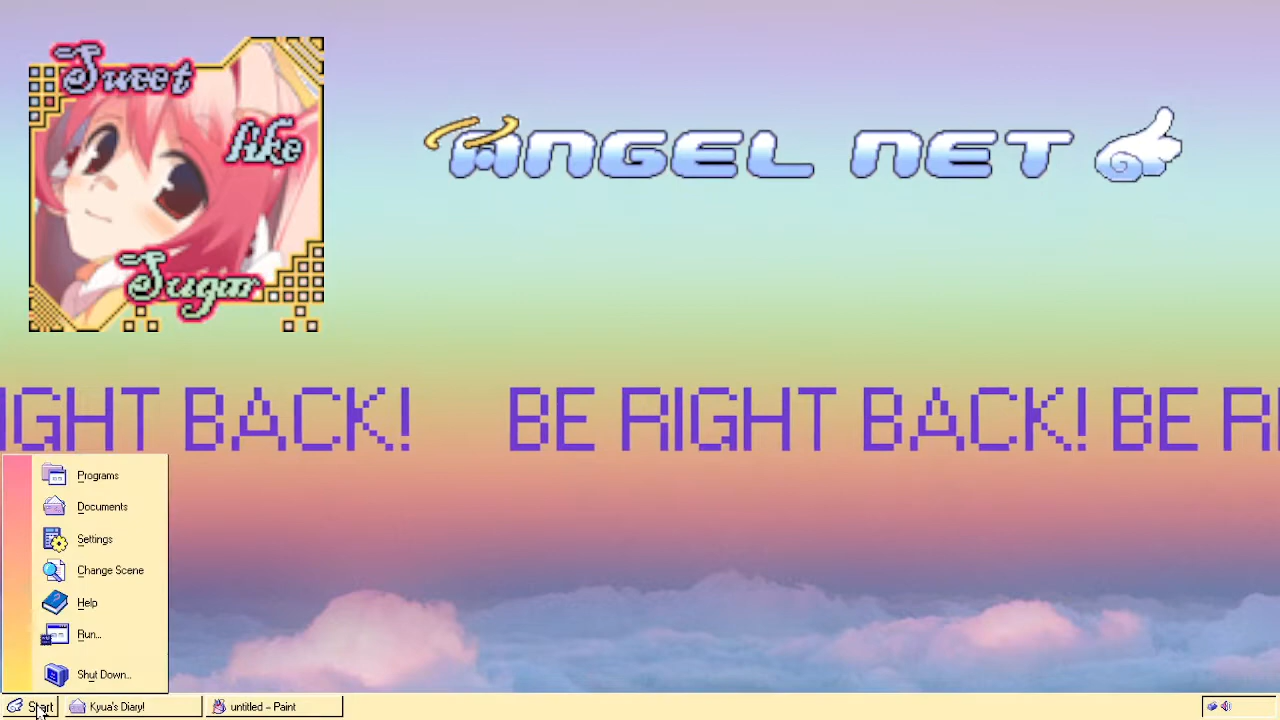 Sweet
like
Sugar
ANGEL NET
IGHT BACK! BE RIGHT BACK! BE RI
Programs
Documents
Settings
Change Scene
Help
Run...
Shut Down...
Start
Kyua's Diary!
untitled - Paint